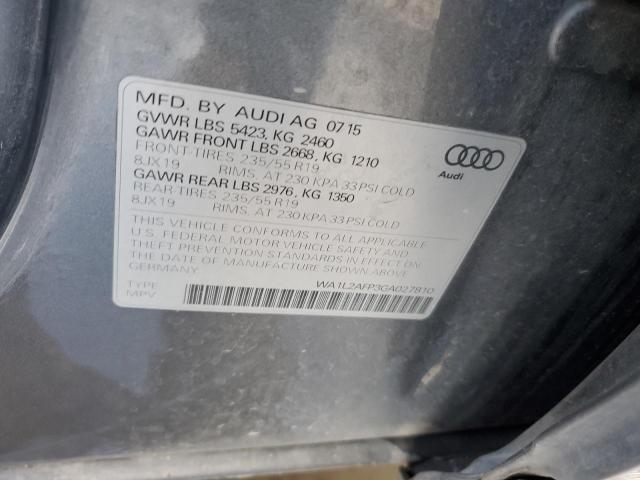 MFD. BY AUDI AG 07 15
GVWR LBS 5423, KG 2460
GAWR FRONT LBS 2668, KG 1210
FRONT-TIRES 235/55 R19
8JX19 RIMS, AT 230 KPA 33 PSI COLD
GAWR REAR LBS 2976, KG 1350
REAR-TIRES 235/55 R19
8JX19 RIMS, AT 230 KPA 33 PSI COLD
THIS VEHICLE CONFORMS TO ALL APPLICABLE
U.S. FEDERAL MOTOR VEHICLE SAFETY AND
THEFT PREVENTION STANDARDS IN EFFECT ON
THE DATE OF MANUFACTURE SHOWN ABOVE.
GERMANY
WA1L2AFP3GA027810
TYPE
MPV
Audi